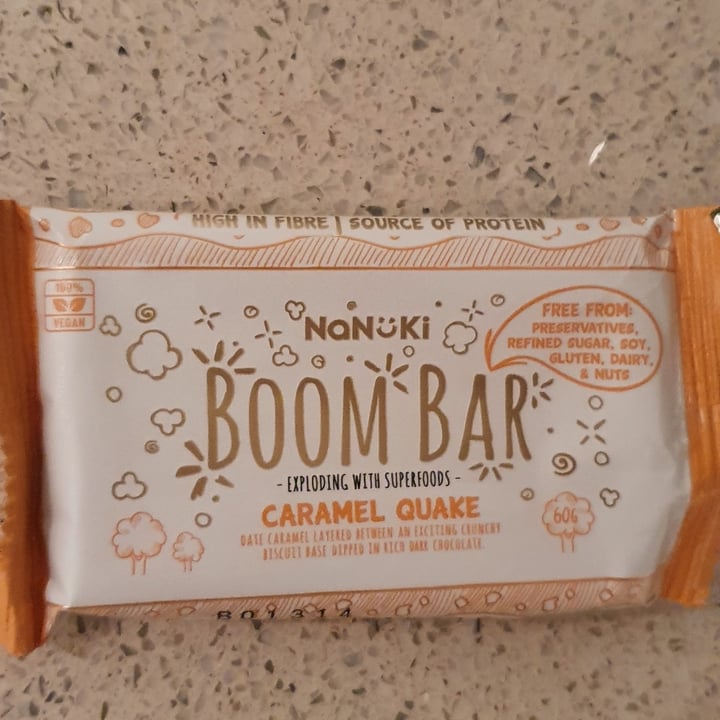 HIGH IN FIBRE | SOURCE OF PROTEIN
100%
VEGAN
NaNüKi
FREE FROM:
PRESERVATIVES,
REFINED SUGAR, SOY,
GLUTEN, DAIRY,
& NUTS
BOOM BAR
- EXPLODING WITH SUPERFOODS -
CARAMEL QUAKE
60G
DATE CARAMEL LAYERED BETWEEN AN EXCITING CRUNCHY
BISCUIT BASE DIPPED IN RICH DARK CHOCOLATE.
B01314